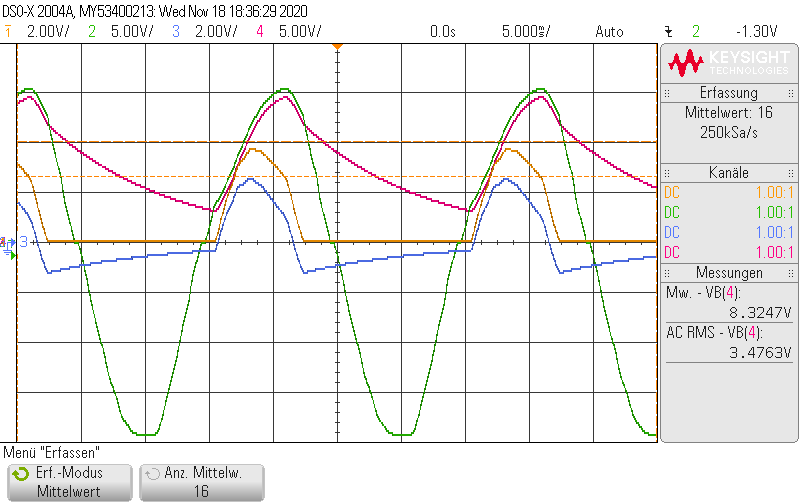 DSO-X 2004A, MY53400213: Wed Nov 18 18:36:29 2020
1 2.00V/ 2 5.00V/ 3 2.00V/ 4 5.00V/ 0.0s 5.000ms/ Auto 2 -1.30V
KEYSIGHT
TECHNOLOGIES
Erfassung
Mittelwert: 16
250kSa/s
Kanäle
DC 1.00:1
DC 1.00:1
DC 1.00:1
DC 1.00:1
Messungen
Mw. - VB(4):
8.3247V
AC RMS - VB(4):
3.4763V
3
Menü "Erfassen"
Erf.-Modus
Mittelwert
Anz. Mittelw.
16